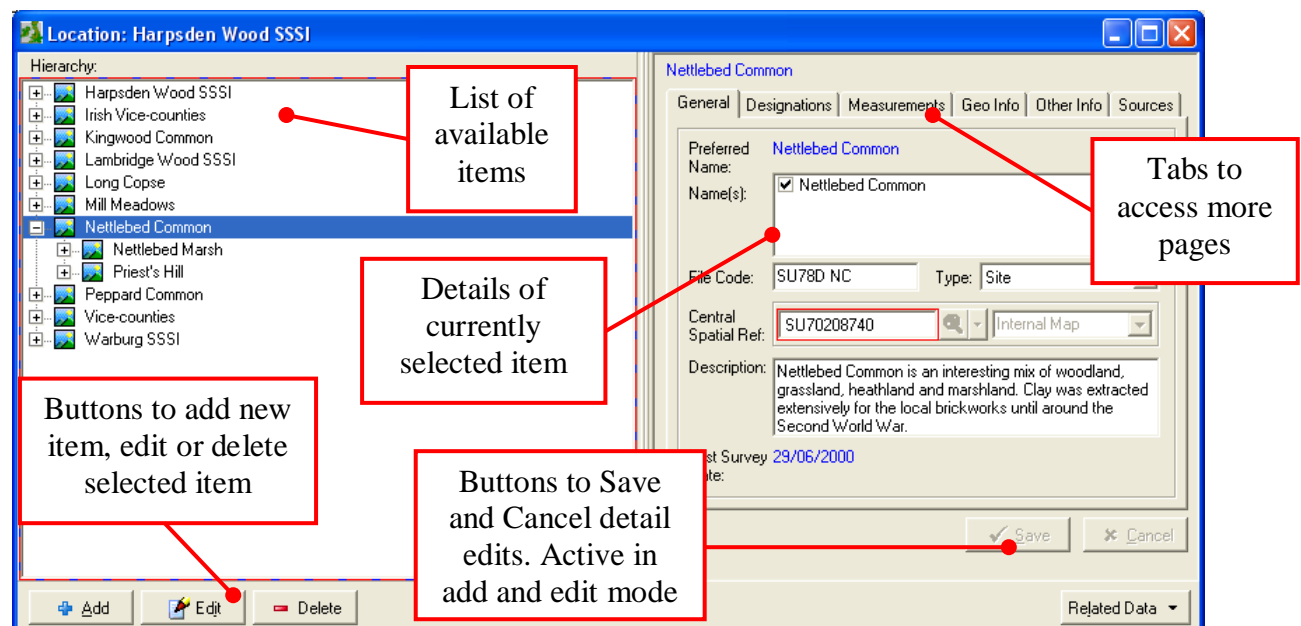 Location: Harpsden Wood SSSI
Hierarchy:
Harpsden Wood SSSI
Irish Vice-counties
Kingwood Common
Lambridge Wood SSSI
Long Copse
Mill Meadows
Nettlebed Common
Nettlebed Marsh
Priest's Hill
Peppard Common
Vice-counties
Warburg SSSI
List of
available
items
Details of
currently
selected item
Buttons to add new
item, edit or delete
selected item
Add
Edit
Delete
Nettlebed Common
General
Designations
Measurements
Geo Info
Other Info
Sources
Preferred
Name:
Nettlebed Common
Name(s):
Nettlebed Common
Tabs to
access more
pages
File Code:
SU78D NC
Type:
Site
Central
Spatial Ref:
SU70208740
Internal Map
Description:
Nettlebed Common is an interesting mix of woodland,
grassland, heathland and marshland. Clay was extracted
extensively for the local brickworks until around the
Second World War.
Survey
29/06/2000
Buttons to Save
and Cancel detail
edits. Active in
add and edit mode
Save
Cancel
Related Data